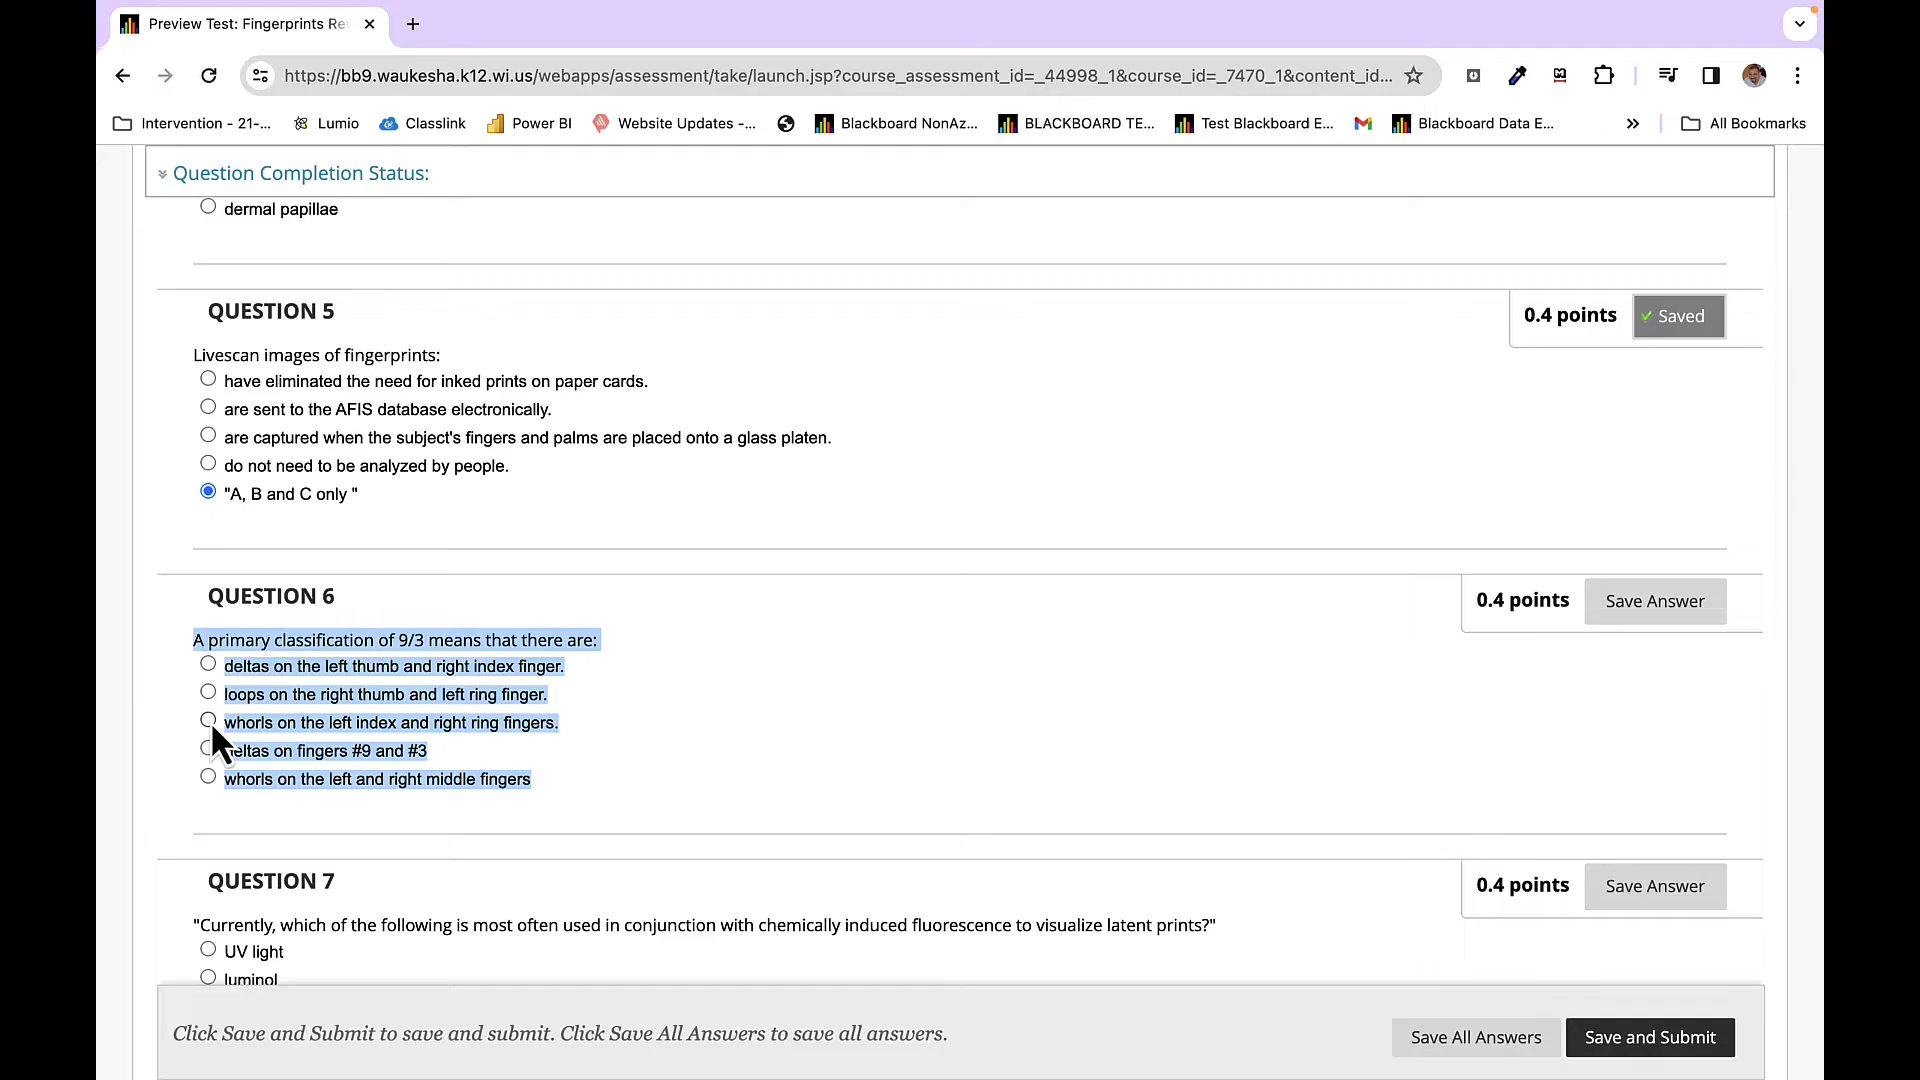 Preview Test: Fingerprints Re
https://bb9.waukesha.k12.wi.us/webapps/assessment/take/launch.jsp?course_assessment_id=_44998_1&course_id=_7470_1&content_id...
Intervention - 21-... Lumio Classlink Power BI Website Updates -... Blackboard NonAz... BLACKBOARD TE... Test Blackboard E... Blackboard Data E... All Bookmarks
Question Completion Status:
dermal papillae
QUESTION 5
0.4 points Saved
Livescan images of fingerprints:
have eliminated the need for inked prints on paper cards.
are sent to the AFIS database electronically.
are captured when the subject's fingers and palms are placed onto a glass platen.
do not need to be analyzed by people.
"A, B and C only "
QUESTION 6
0.4 points Save Answer
A primary classification of 9/3 means that there are:
deltas on the left thumb and right index finger.
loops on the right thumb and left ring finger.
whorls on the left index and right ring fingers.
deltas on fingers #9 and #3
whorls on the left and right middle fingers
QUESTION 7
0.4 points Save Answer
"Currently, which of the following is most often used in conjunction with chemically induced fluorescence to visualize latent prints?"
UV light
luminol
Click Save and Submit to save and submit. Click Save All Answers to save all answers.
Save All Answers Save and Submit